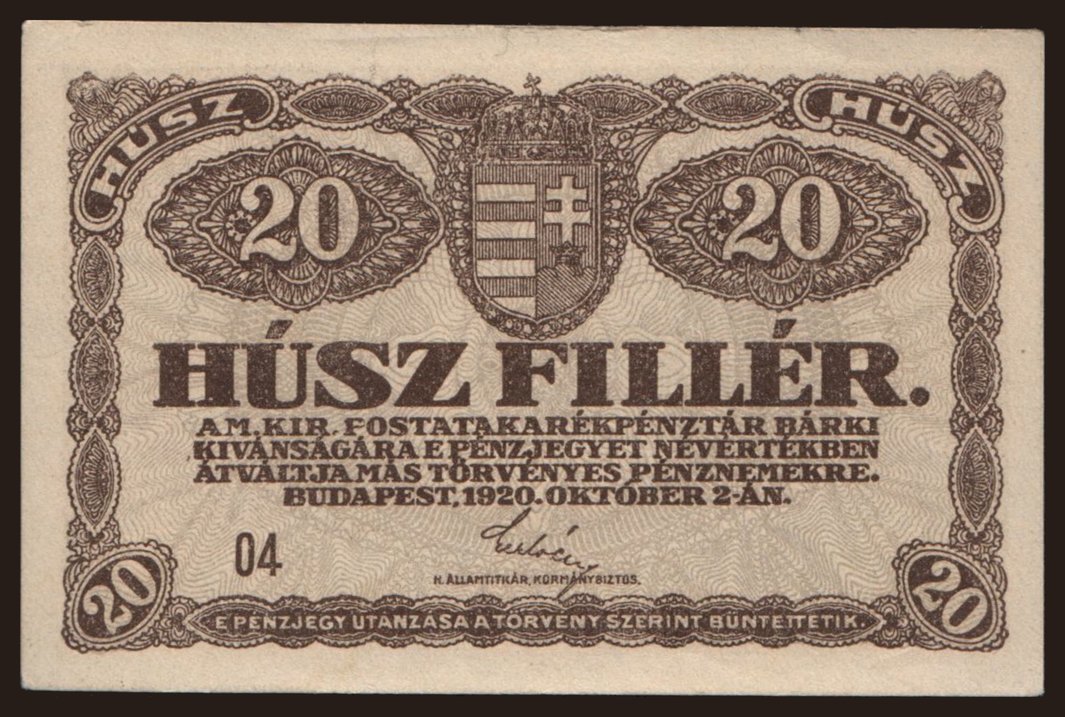 HÚSZ HÚSZ
20 20
HÚSZ FILLÉR.
A M. KIR. POSTATAKARÉKPÉNZTÁR BÁRKI
KIVÁNSÁGÁRA E PÉNZJEGYET NÉVÉRTÉKBEN
ÁTVÁLTJA MÁS TÖRVÉNYES PÉNZNEMEKRE.
BUDAPEST, 1920. OKTÓBER 2-ÁN.
04
H. ÁLLAMTITKÁR, KORMÁNYBIZTOS.
20 20
E PÉNZJEGY UTÁNZÁSA A TÖRVÉNY SZERINT BÜNTETTETIK.